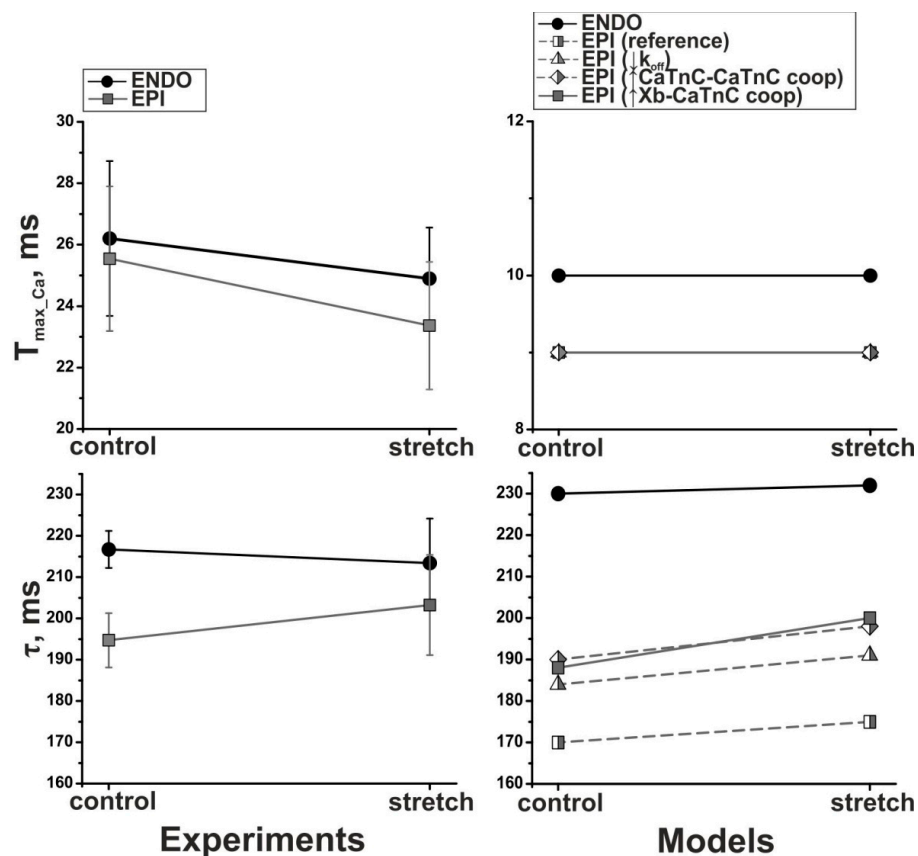 ENDO
EPI
ENDO
EPI (reference)
EPI (↓k_off)
EPI (↑CaTnC-CaTnC coop)
EPI (↑Xb-CaTnC coop)
T_max_Ca, ms
30
28
26
24
22
20
control
stretch
12
10
8
control
stretch
τ, ms
230
220
210
200
190
180
170
160
control
stretch
230
220
210
200
190
180
170
160
control
stretch
Experiments
Models